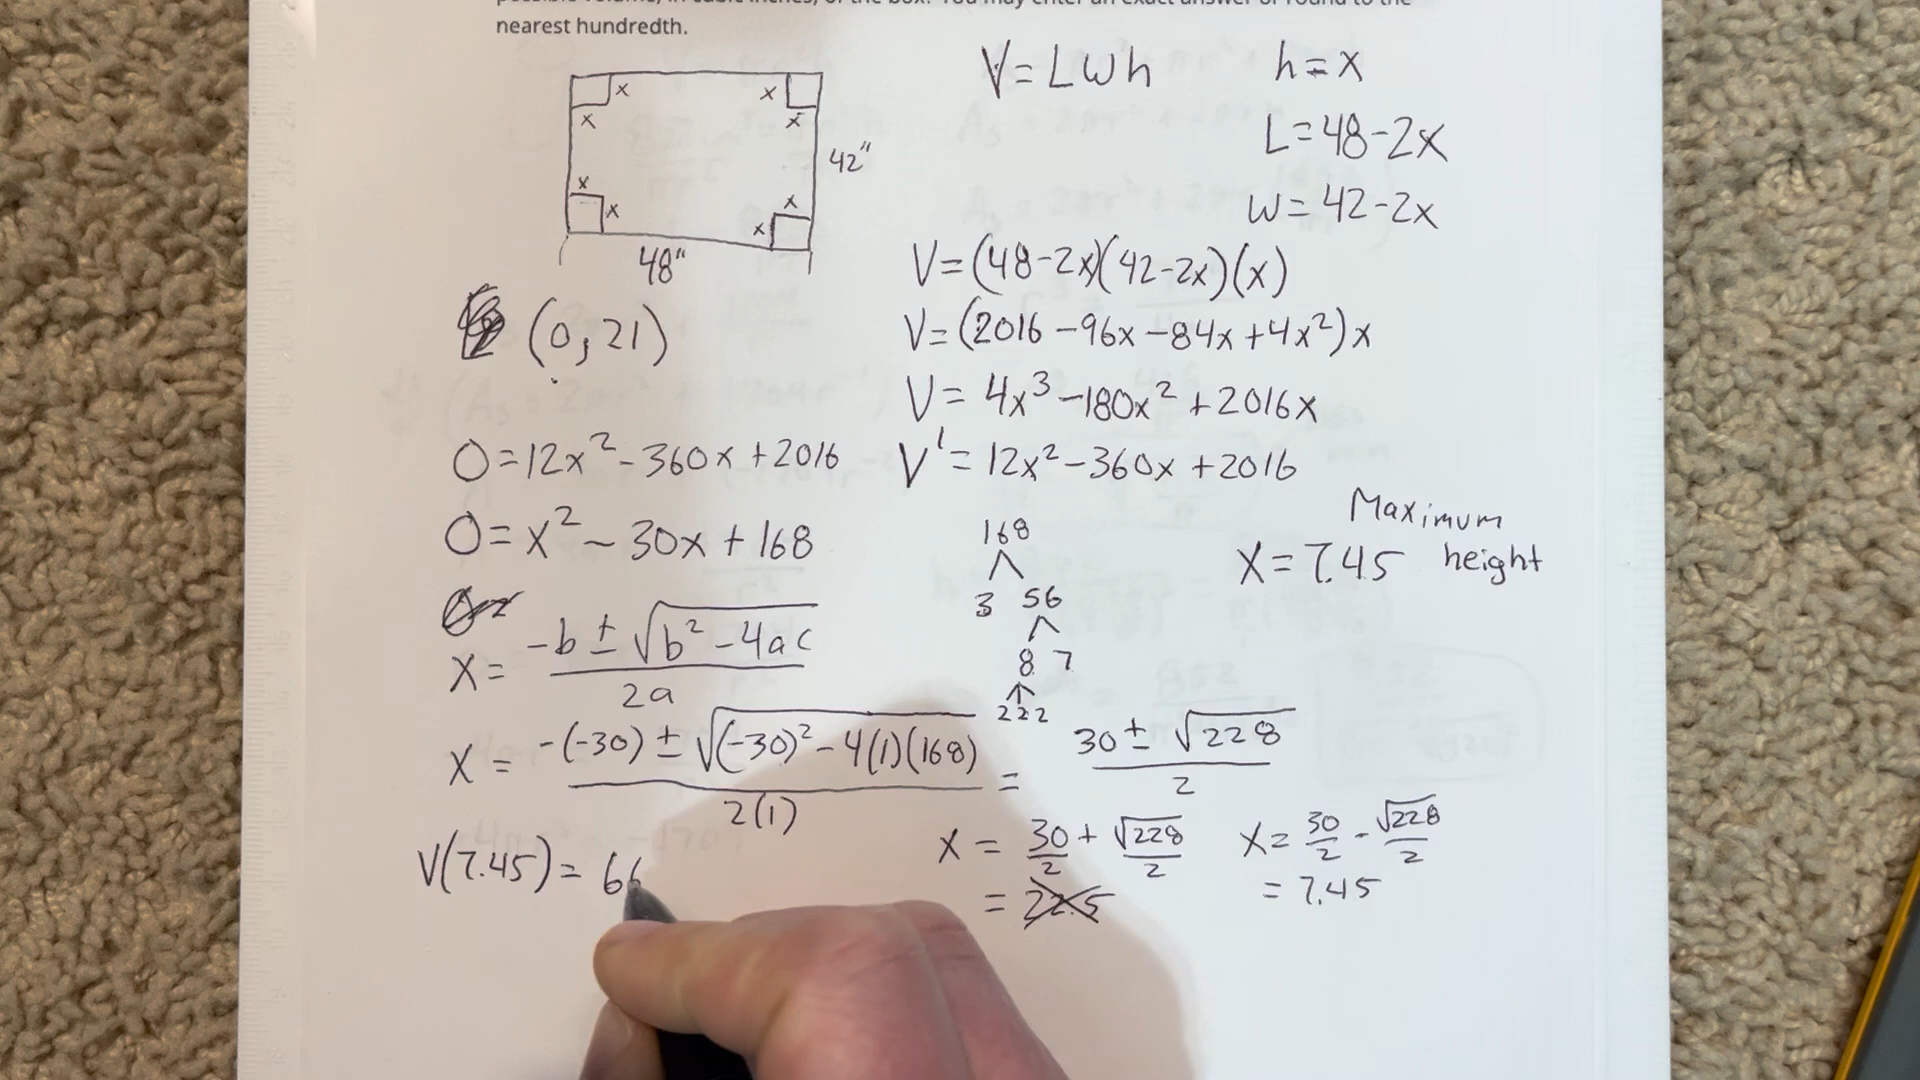 nearest hundredth.
V = L W h
h = x
L = 48 - 2x
W = 42 - 2x
x x
x x
42"
x x
x x
48"
V = (48 - 2x)(42 - 2x)(x)
(0, 21)
V = (2016 - 96x - 84x + 4x²)x
V = 4x³ - 180x² + 2016x
0 = 12x² - 360x + 2016
V' = 12x² - 360x + 2016
0 = x² - 30x + 168
168
3 56
8 7
2 2 2
Maximum
x = 7.45 height
x = -b ± √b² - 4ac
2a
x = -(-30) ± √(-30)² - 4(1)(168) = 30 ± √228
2(1) 2
V(7.45) = 66
x = 30/2 + √228/2
= 22.5
x = 30/2 - √228/2
= 7.45